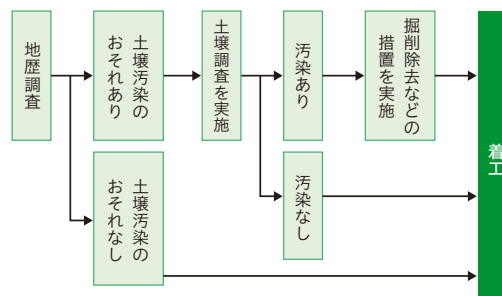 地歴調査
土壌汚染の
おそれあり
土壌調査を実施
汚染あり
掘削除去などの
措置を実施
土壌汚染の
おそれなし
汚染なし
着工